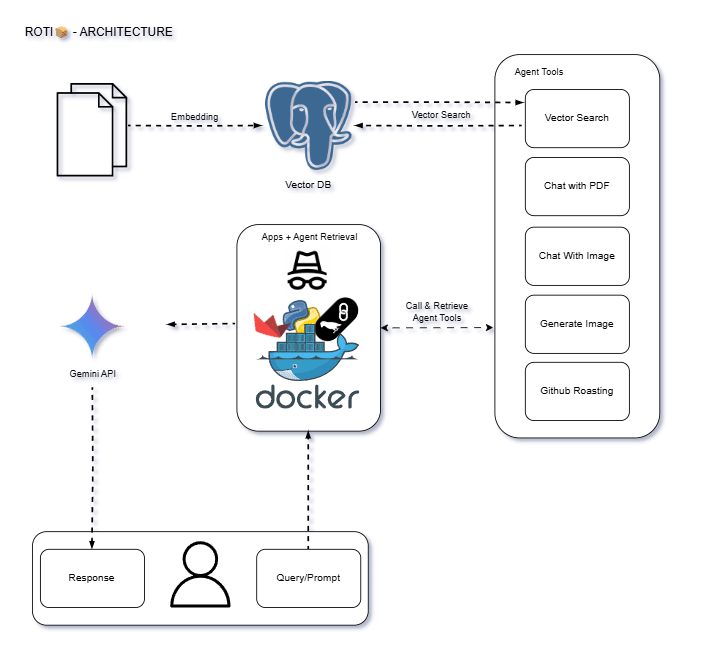 ROTI - ARCHITECTURE
Agent Tools
Embedding
Vector Search
Vector DB
Vector Search
Chat with PDF
Chat With Image
Generate Image
Github Roasting
Apps + Agent Retrieval
docker
Call & Retrieve
Agent Tools
Gemini API
Response
Query/Prompt